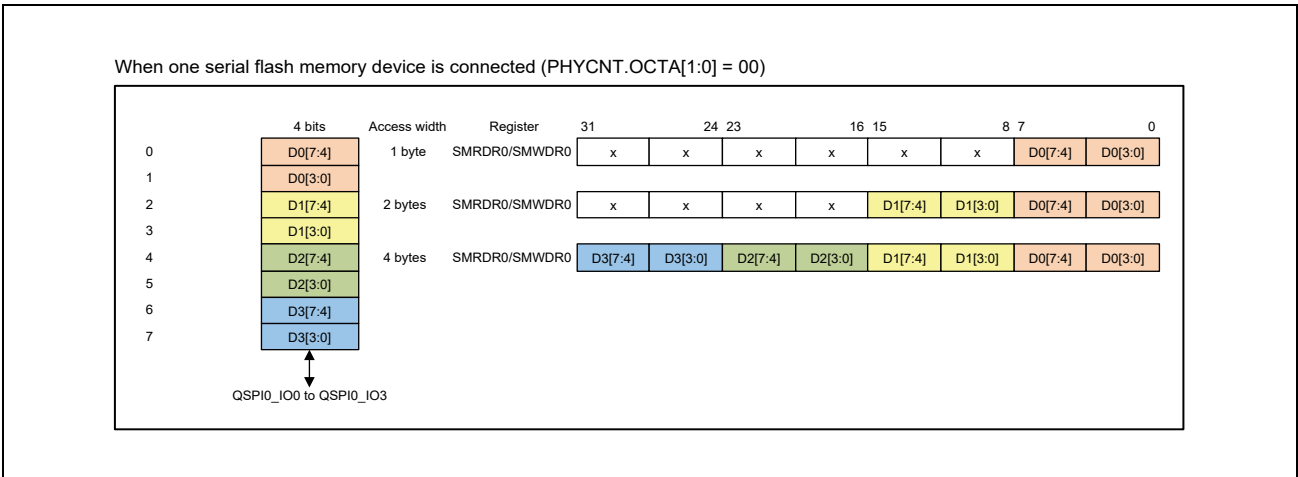 When one serial flash memory device is connected (PHYCNT.OCTA[1:0] = 00)
4 bits Access width Register 31 24 23 16 15 8 7 0
0 D0[7:4] 1 byte SMRDR0/SMWDR0 x x x x x x D0[7:4] D0[3:0]
1 D0[3:0]
2 D1[7:4] 2 bytes SMRDR0/SMWDR0 x x x x D1[7:4] D1[3:0] D0[7:4] D0[3:0]
3 D1[3:0]
4 D2[7:4] 4 bytes SMRDR0/SMWDR0 D3[7:4] D3[3:0] D2[7:4] D2[3:0] D1[7:4] D1[3:0] D0[7:4] D0[3:0]
5 D2[3:0]
6 D3[7:4]
7 D3[3:0]
QSPI0_IO0 to QSPI0_IO3